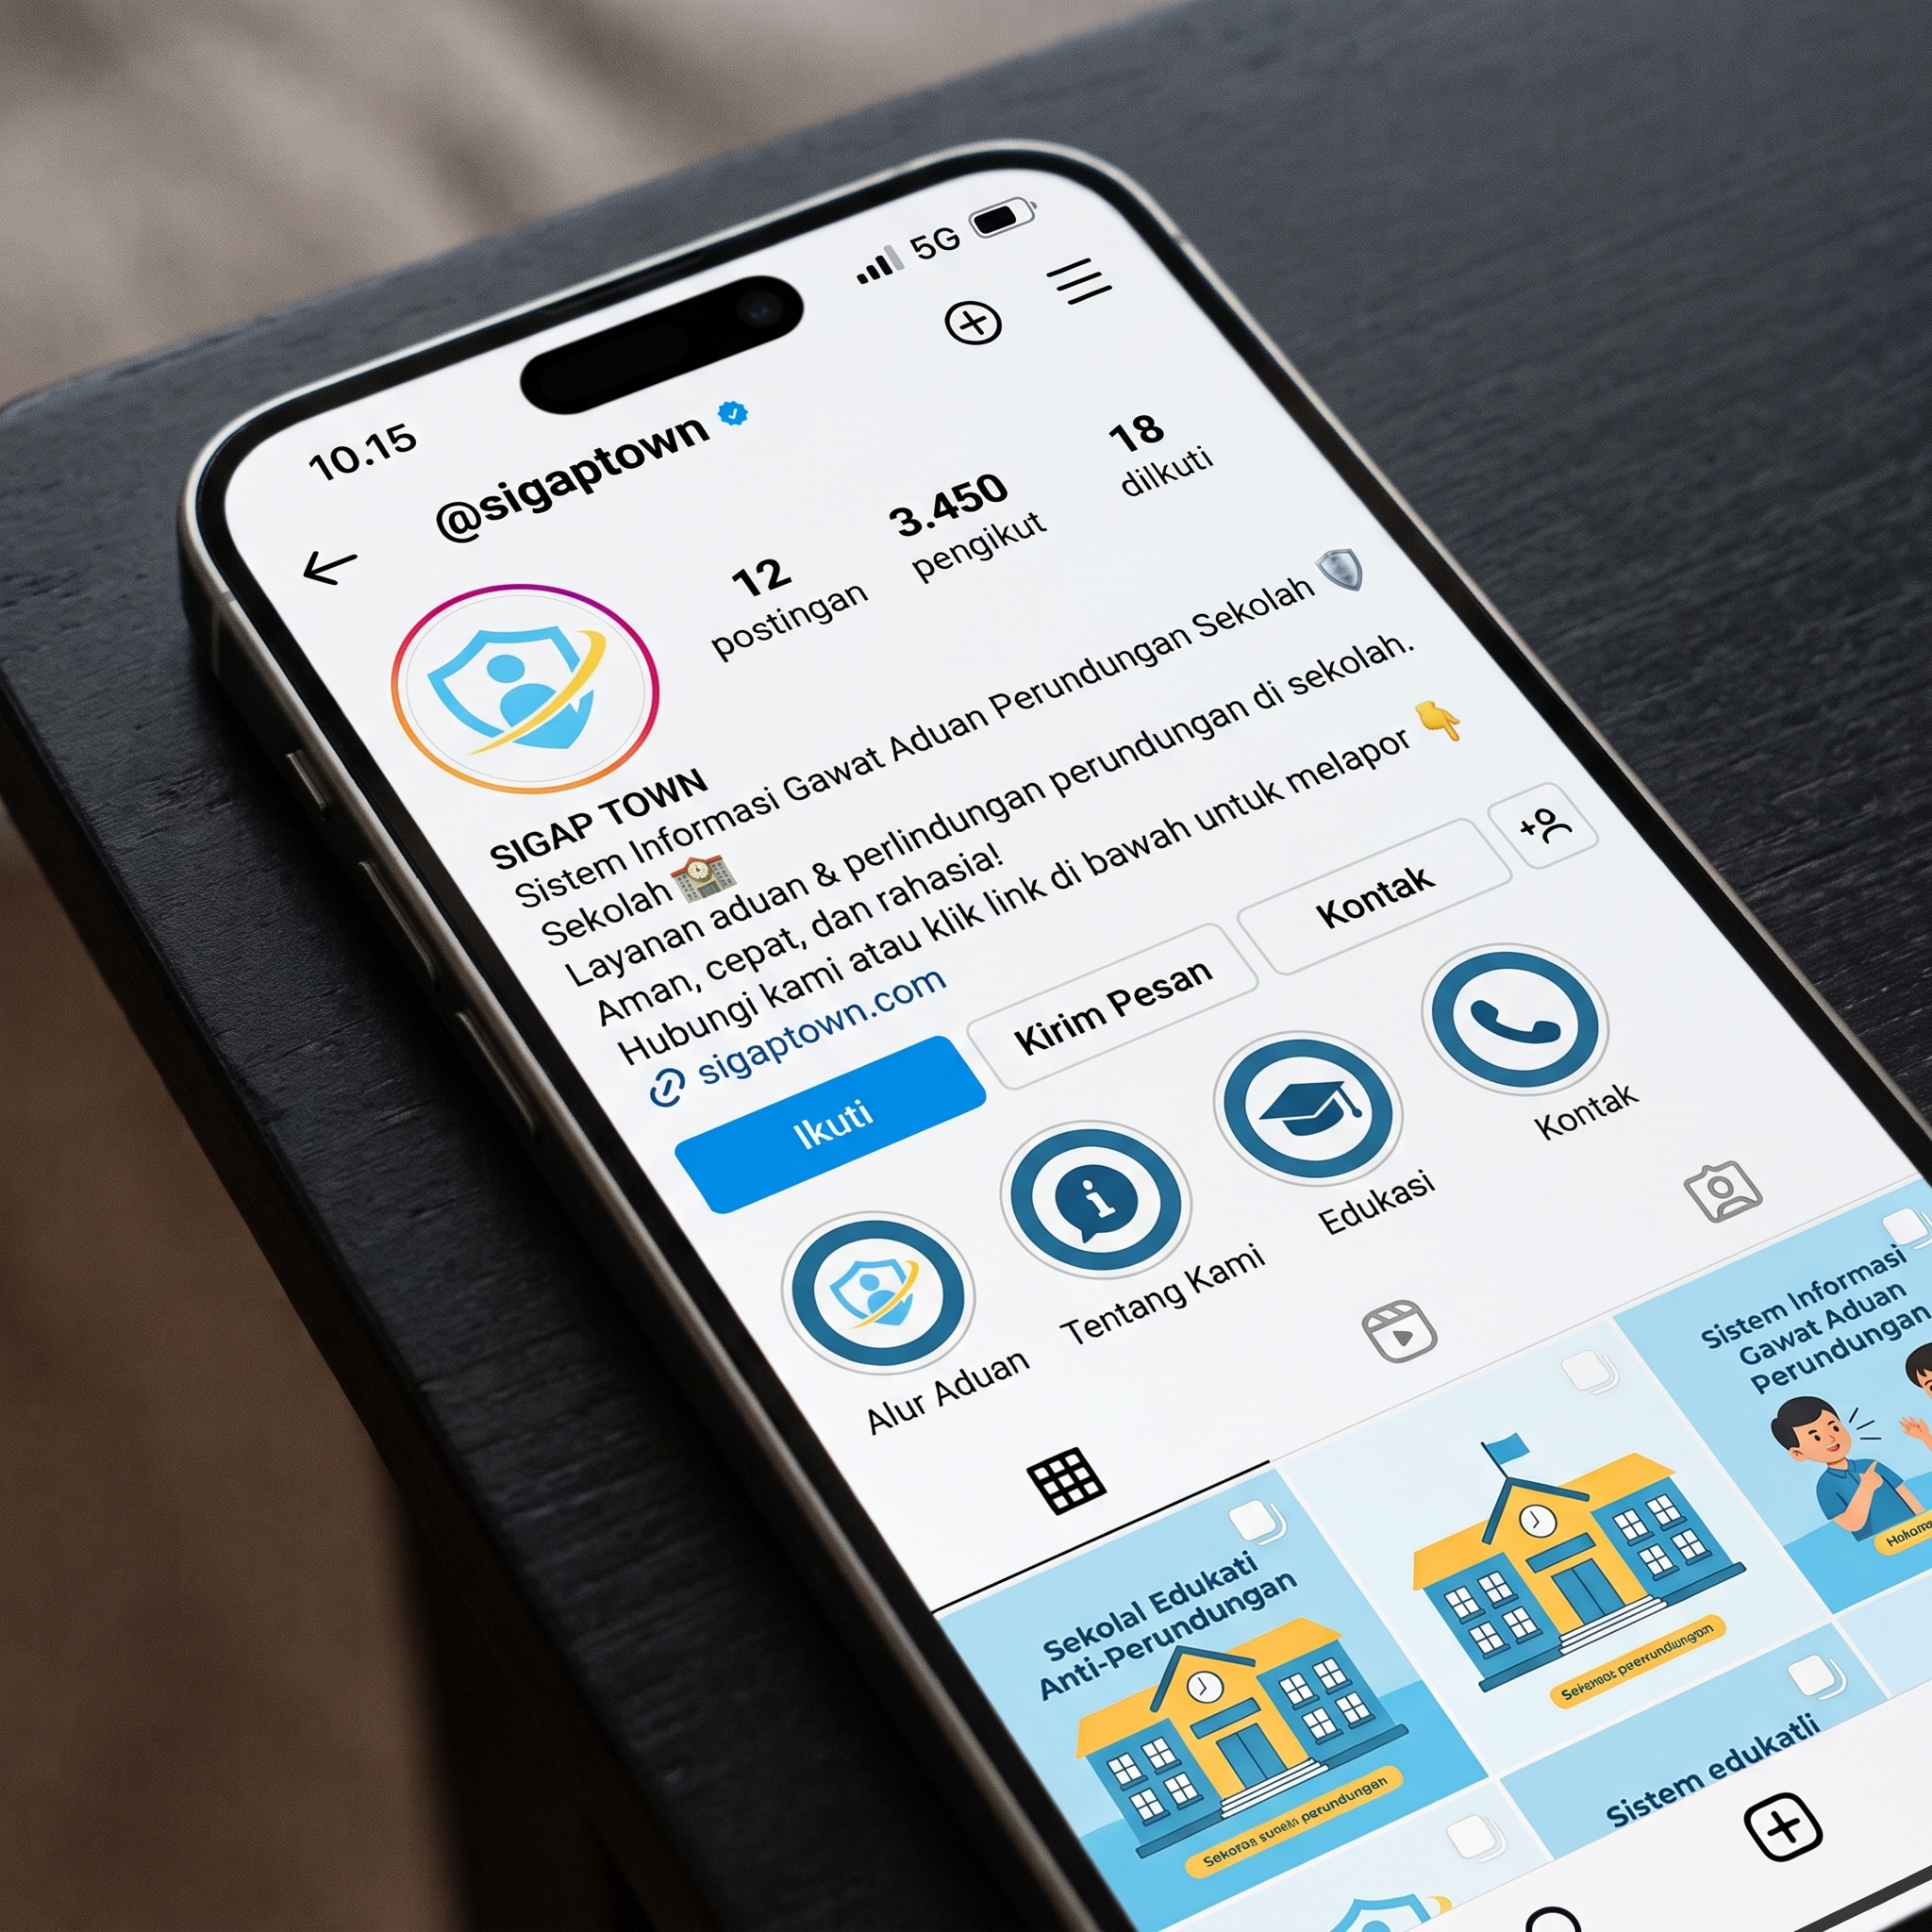 10.15
5G
@sigaptown
12
postingan
3.450
pengikut
18
dilkuti
SIGAP TOWN
Sistem Informasi Gawat Aduan Perundungan Sekolah
Sekolah
Layanan aduan & perlindungan perundungan di sekolah.
Aman, cepat, dan rahasia!
Hubungi kami atau klik link di bawah untuk melapor
sigaptown.com
Ikuti
Kirim Pesan
Kontak
Alur Aduan
Tentang Kami
Edukasi
Kontak
Sekolal Edukati
Anti-Perundungan
perundungan
Sistem Informasi
Gawat Aduan
Perundungan
Sistem edukatli